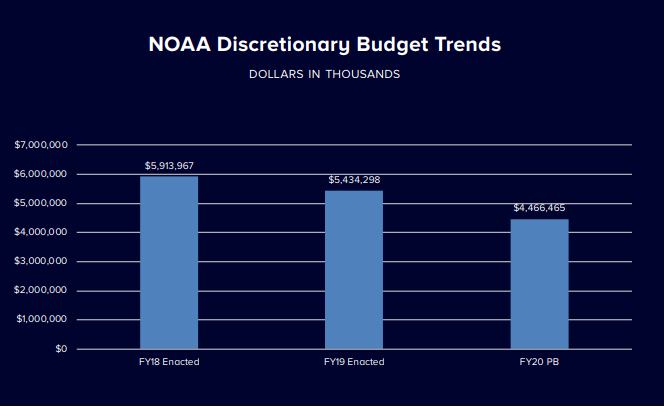 NOAA Discretionary Budget Trends
DOLLARS IN THOUSANDS
$7,000,000
$6,000,000
$5,000,000
$4,000,000
$3,000,000
$2,000,000
$1,000,000
$0
$5,913,967
$5,434,298
$4,466,465
FY18 Enacted
FY19 Enacted
FY20 PB